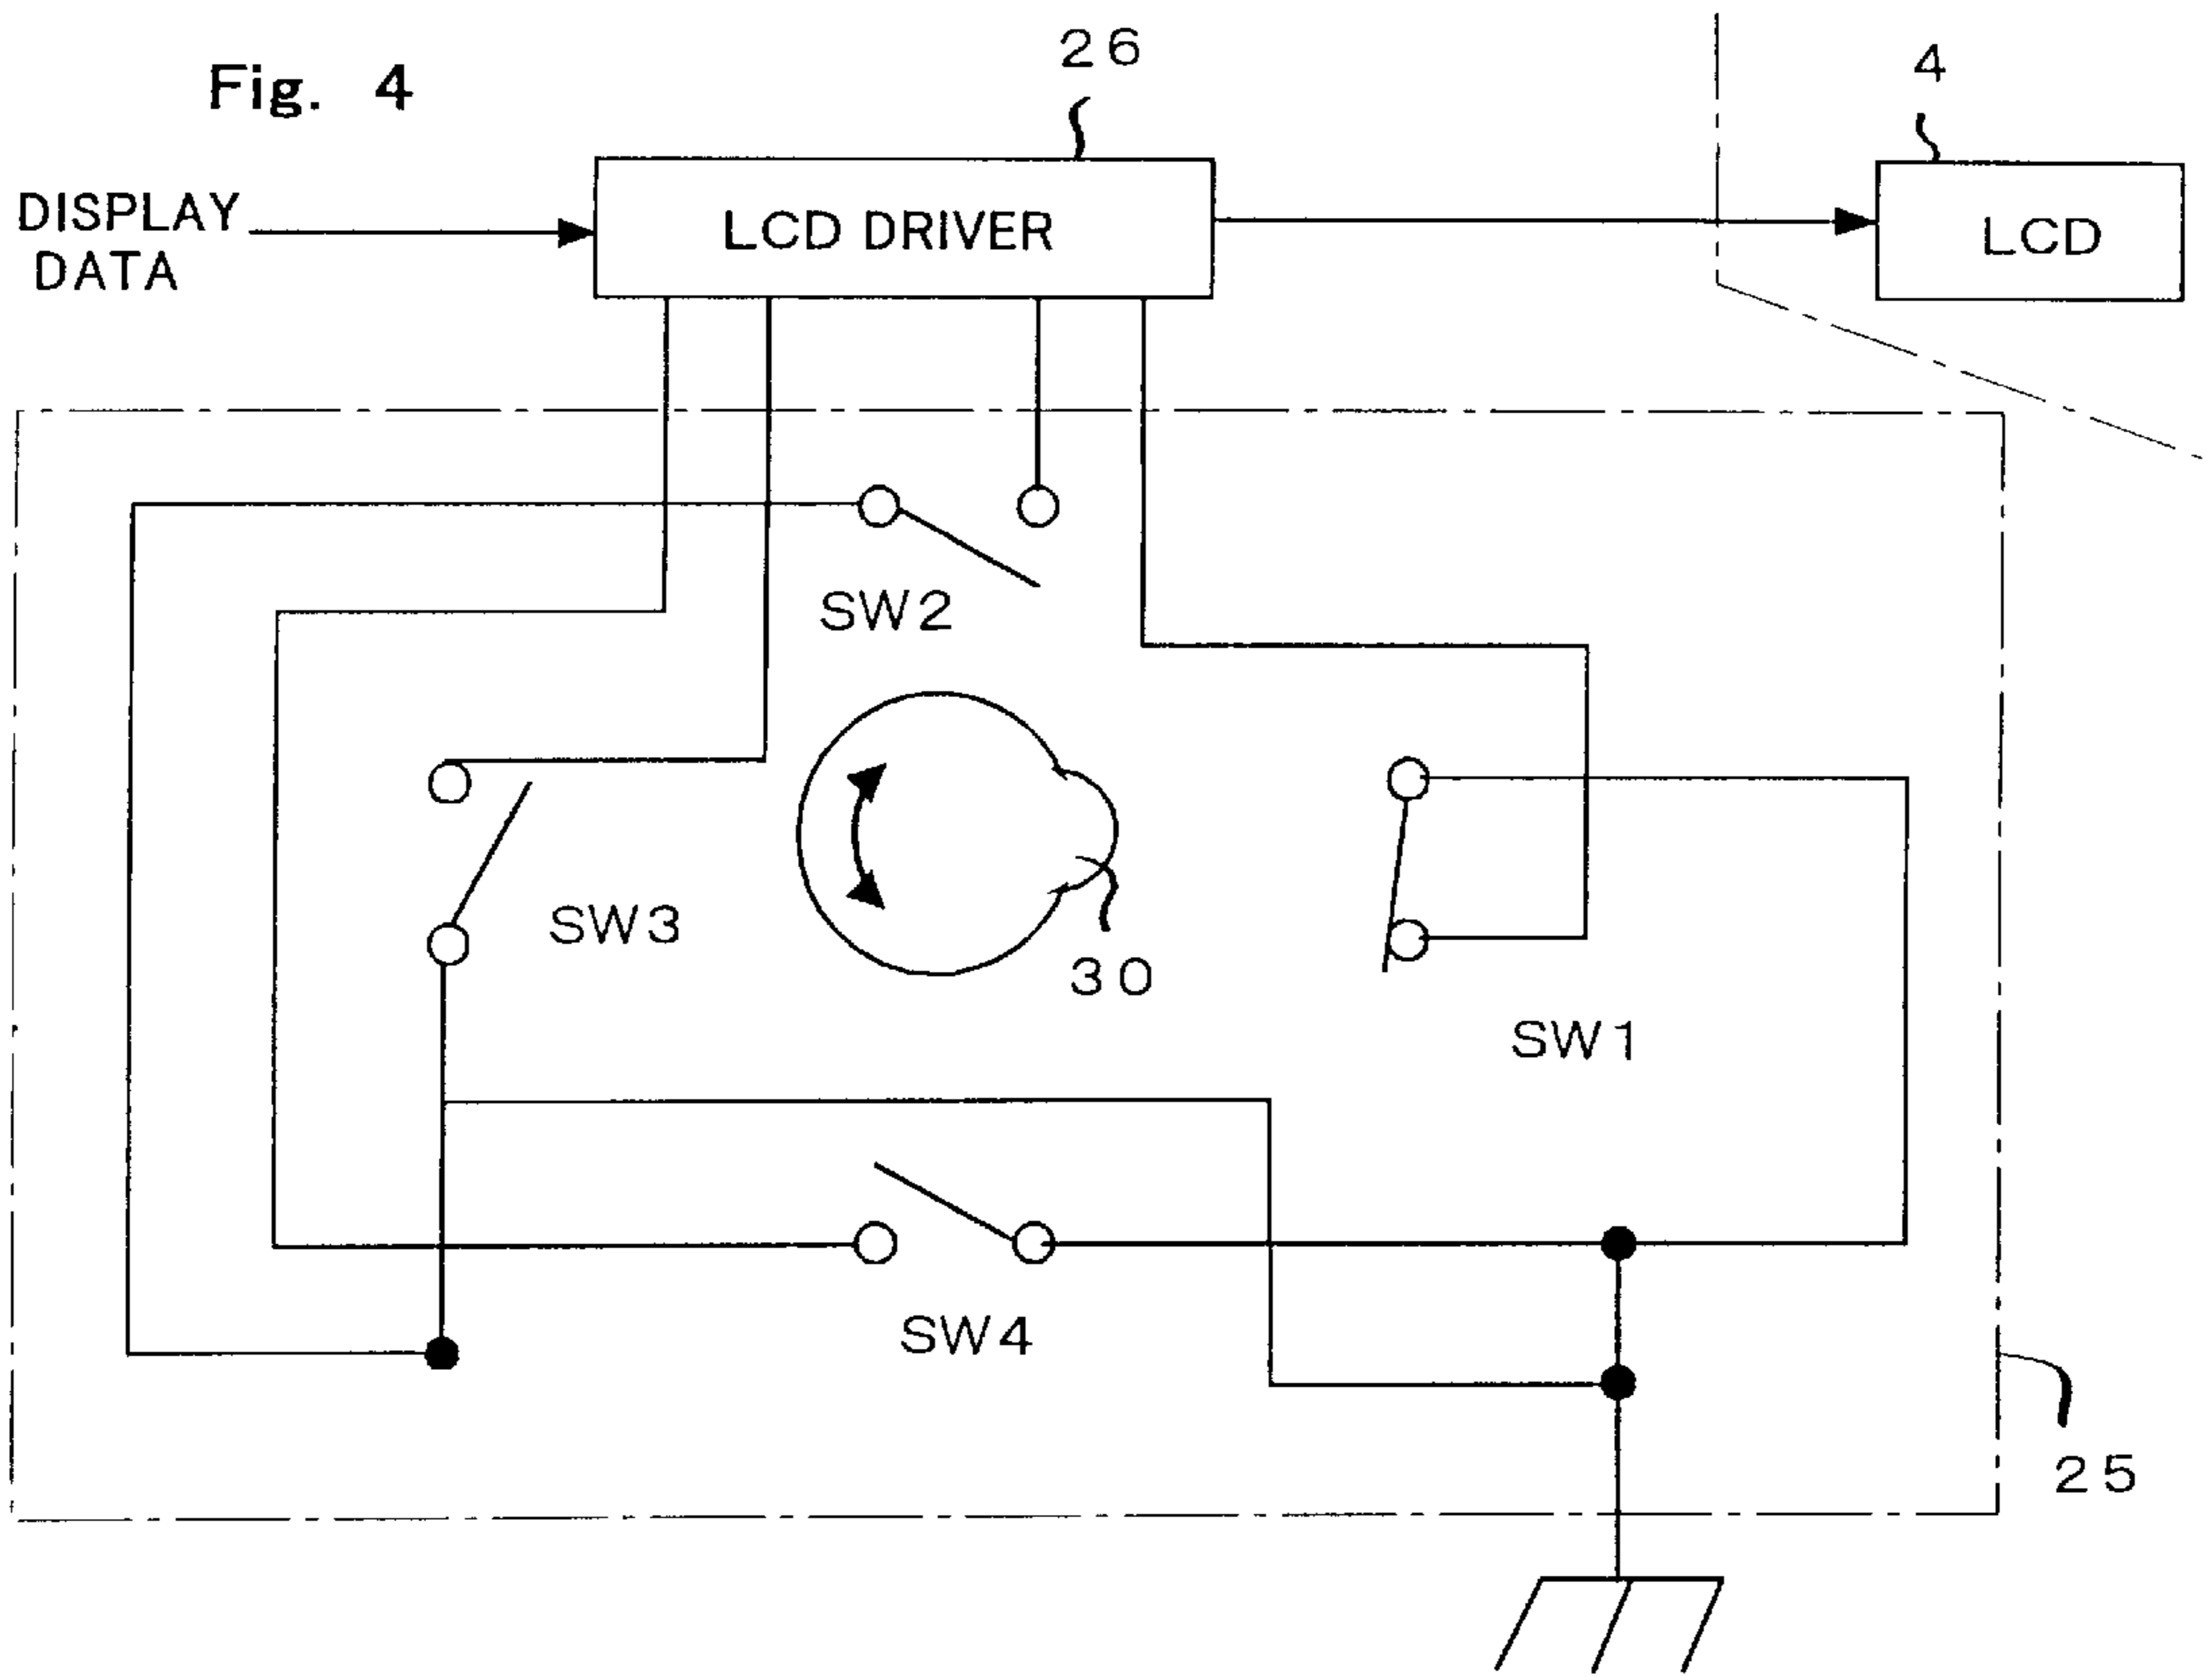 Fig. 4
26
4
DISPLAY
DATA
LCD DRIVER
LCD
SW2
SW3
30
SW1
SW4
25